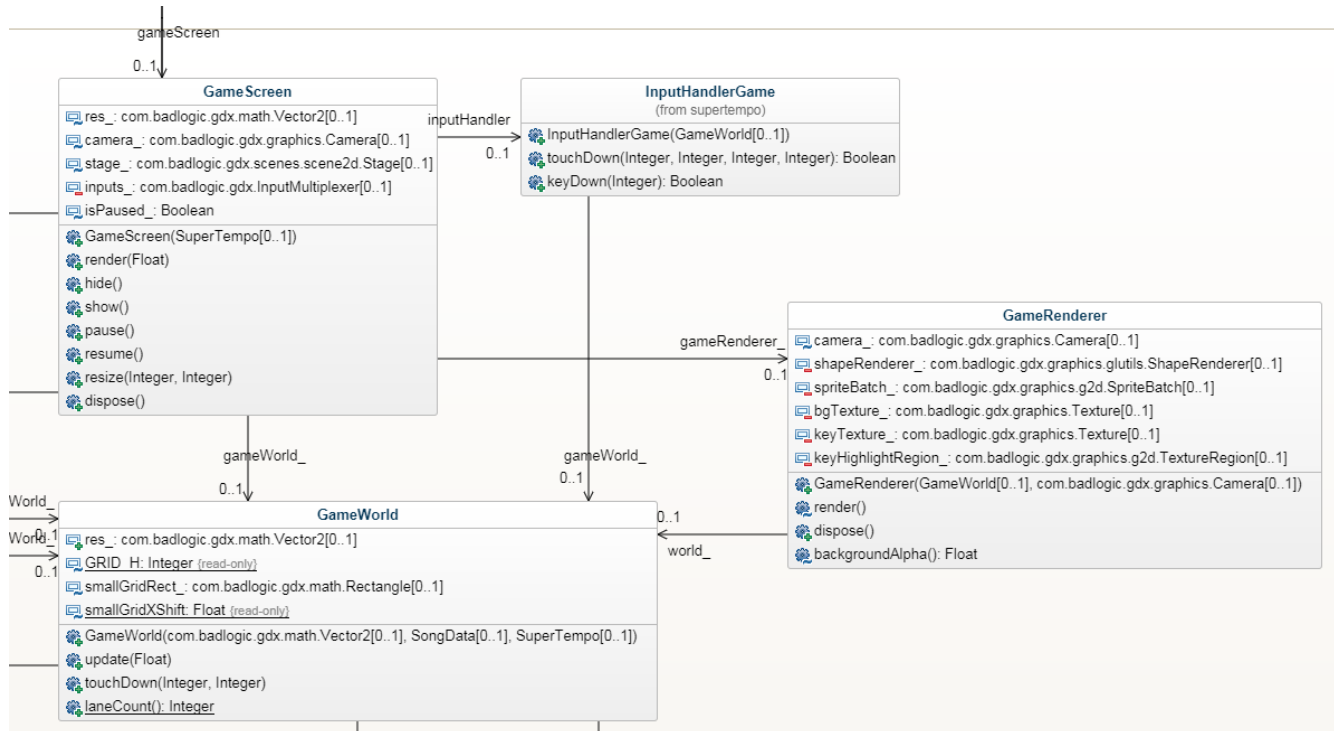 gameScreen
0..1
GameScreen
res_: com.badlogic.gdx.math.Vector2[0..1]
camera_: com.badlogic.gdx.graphics.Camera[0..1]
stage_: com.badlogic.gdx.scenes.scene2d.Stage[0..1]
inputs_: com.badlogic.gdx.InputMultiplexer[0..1]
isPaused_: Boolean
GameScreen(SuperTempo[0..1])
render(Float)
hide()
show()
pause()
resume()
resize(Integer, Integer)
dispose()
inputHandler
0..1
InputHandlerGame
(from supertempo)
InputHandlerGame(GameWorld[0..1])
touchDown(Integer, Integer, Integer, Integer): Boolean
keyDown(Integer): Boolean
gameRenderer_
0..1
GameRenderer
camera_: com.badlogic.gdx.graphics.Camera[0..1]
shapeRenderer_: com.badlogic.gdx.graphics.glutils.ShapeRenderer[0..1]
spriteBatch_: com.badlogic.gdx.graphics.g2d.SpriteBatch[0..1]
bgTexture_: com.badlogic.gdx.graphics.Texture[0..1]
keyTexture_: com.badlogic.gdx.graphics.Texture[0..1]
keyHighlightRegion_: com.badlogic.gdx.graphics.g2d.TextureRegion[0..1]
GameRenderer(GameWorld[0..1], com.badlogic.gdx.graphics.Camera[0..1])
render()
dispose()
backgroundAlpha(): Float
gameWorld_
0..1
gameWorld_
0..1
0..1
world_
World_
0..1
World_
0..1
GameWorld
res_: com.badlogic.gdx.math.Vector2[0..1]
GRID_H: Integer {read-only}
smallGridRect_: com.badlogic.gdx.math.Rectangle[0..1]
smallGridXShift: Float {read-only}
GameWorld(com.badlogic.gdx.math.Vector2[0..1], SongData[0..1], SuperTempo[0..1])
update(Float)
touchDown(Integer, Integer)
laneCount(): Integer